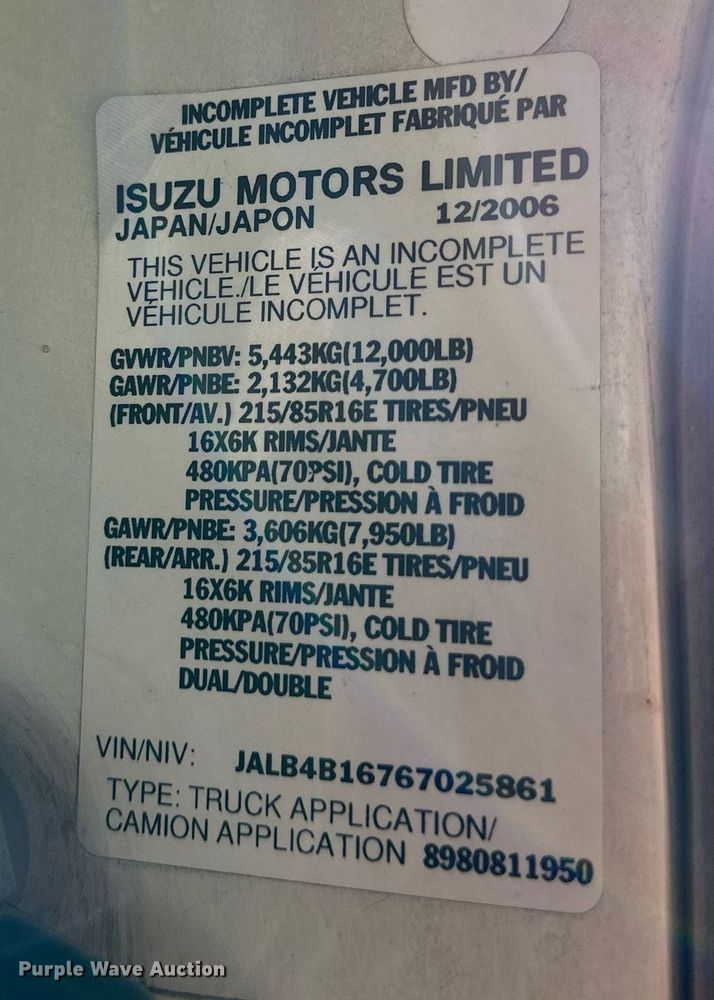 INCOMPLETE VEHICLE MFD BY/
VÉHICULE INCOMPLET FABRIQUÉ PAR
ISUZU MOTORS LIMITED
JAPAN/JAPON 12/2006
THIS VEHICLE IS AN INCOMPLETE
VEHICLE./LE VÉHICULE EST UN
VÉHICULE INCOMPLET.
GVWR/PNBV: 5,443KG(12,000LB)
GAWR/PNBE: 2,132KG(4,700LB)
(FRONT/AV.) 215/85R16E TIRES/PNEU
16X6K RIMS/JANTE
480KPA(70PSI), COLD TIRE
PRESSURE/PRESSION À FROID
GAWR/PNBE: 3,606KG(7,950LB)
(REAR/ARR.) 215/85R16E TIRES/PNEU
16X6K RIMS/JANTE
480KPA(70PSI), COLD TIRE
PRESSURE/PRESSION À FROID
DUAL/DOUBLE
VIN/NIV: JALB4B16767025861
TYPE: TRUCK APPLICATION/
CAMION APPLICATION 8980811950
Purple Wave Auction